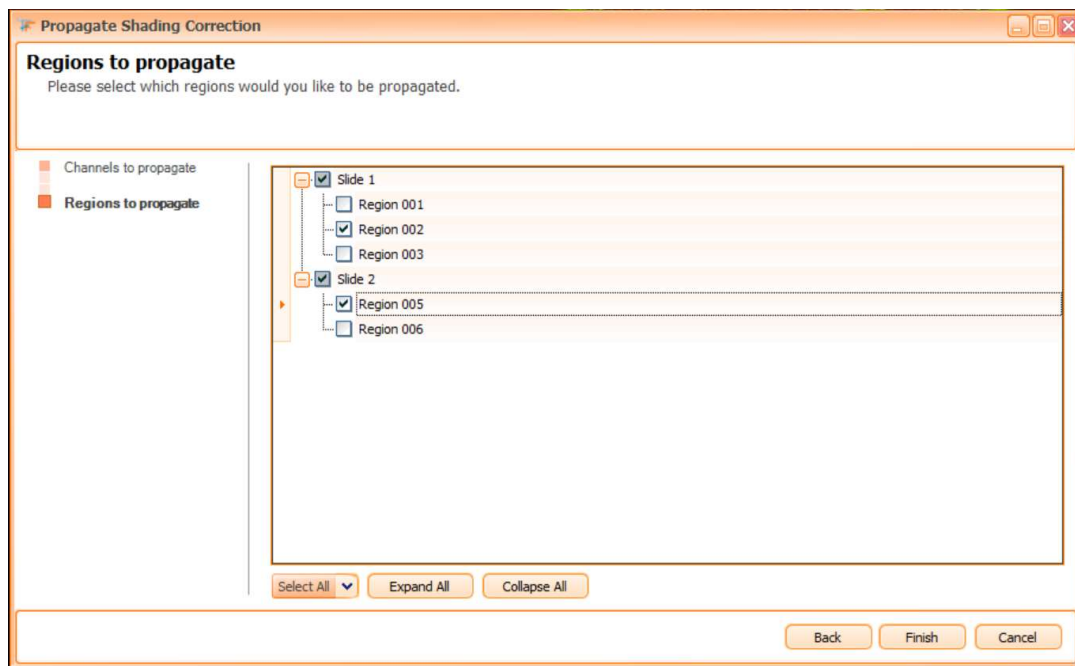 Propagate Shading Correction
Regions to propagate
Please select which regions would you like to be propagated.
Channels to propagate
Regions to propagate
Slide 1
Region 001
Region 002
Region 003
Slide 2
Region 005
Region 006
Select All Expand All Collapse All
Back Finish Cancel